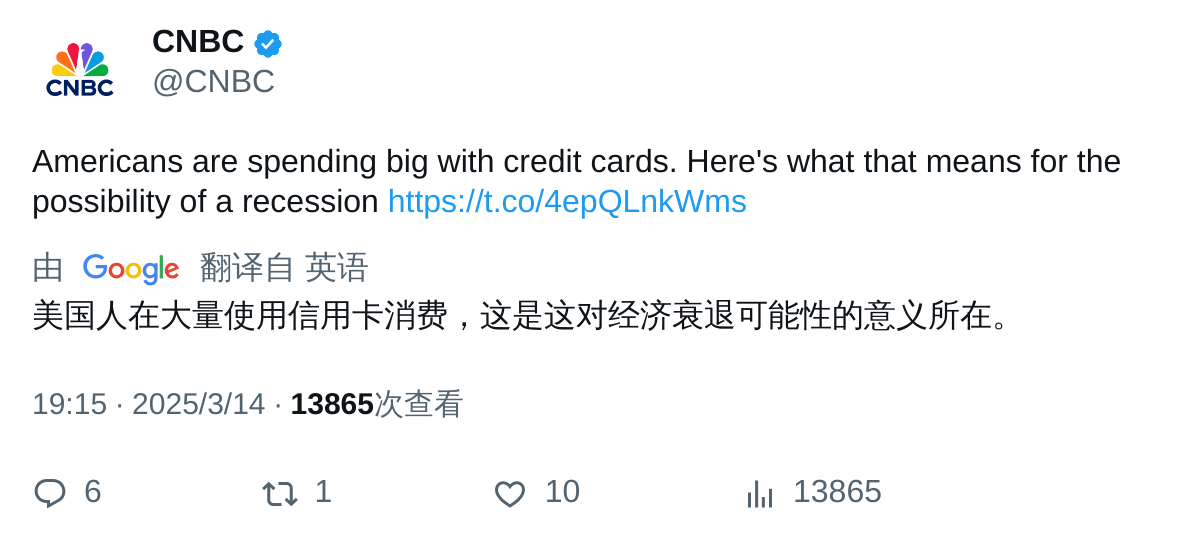 CNBC
@CNBC
CNBC
Americans are spending big with credit cards. Here's what that means for the
possibility of a recession https://t.co/4epQLnkWms
由 Google 翻译自 英语
美国人在大量使用信用卡消费，这是这对经济衰退可能性的意义所在。
19:15 · 2025/3/14 · 13865次查看
6 1 10 13865